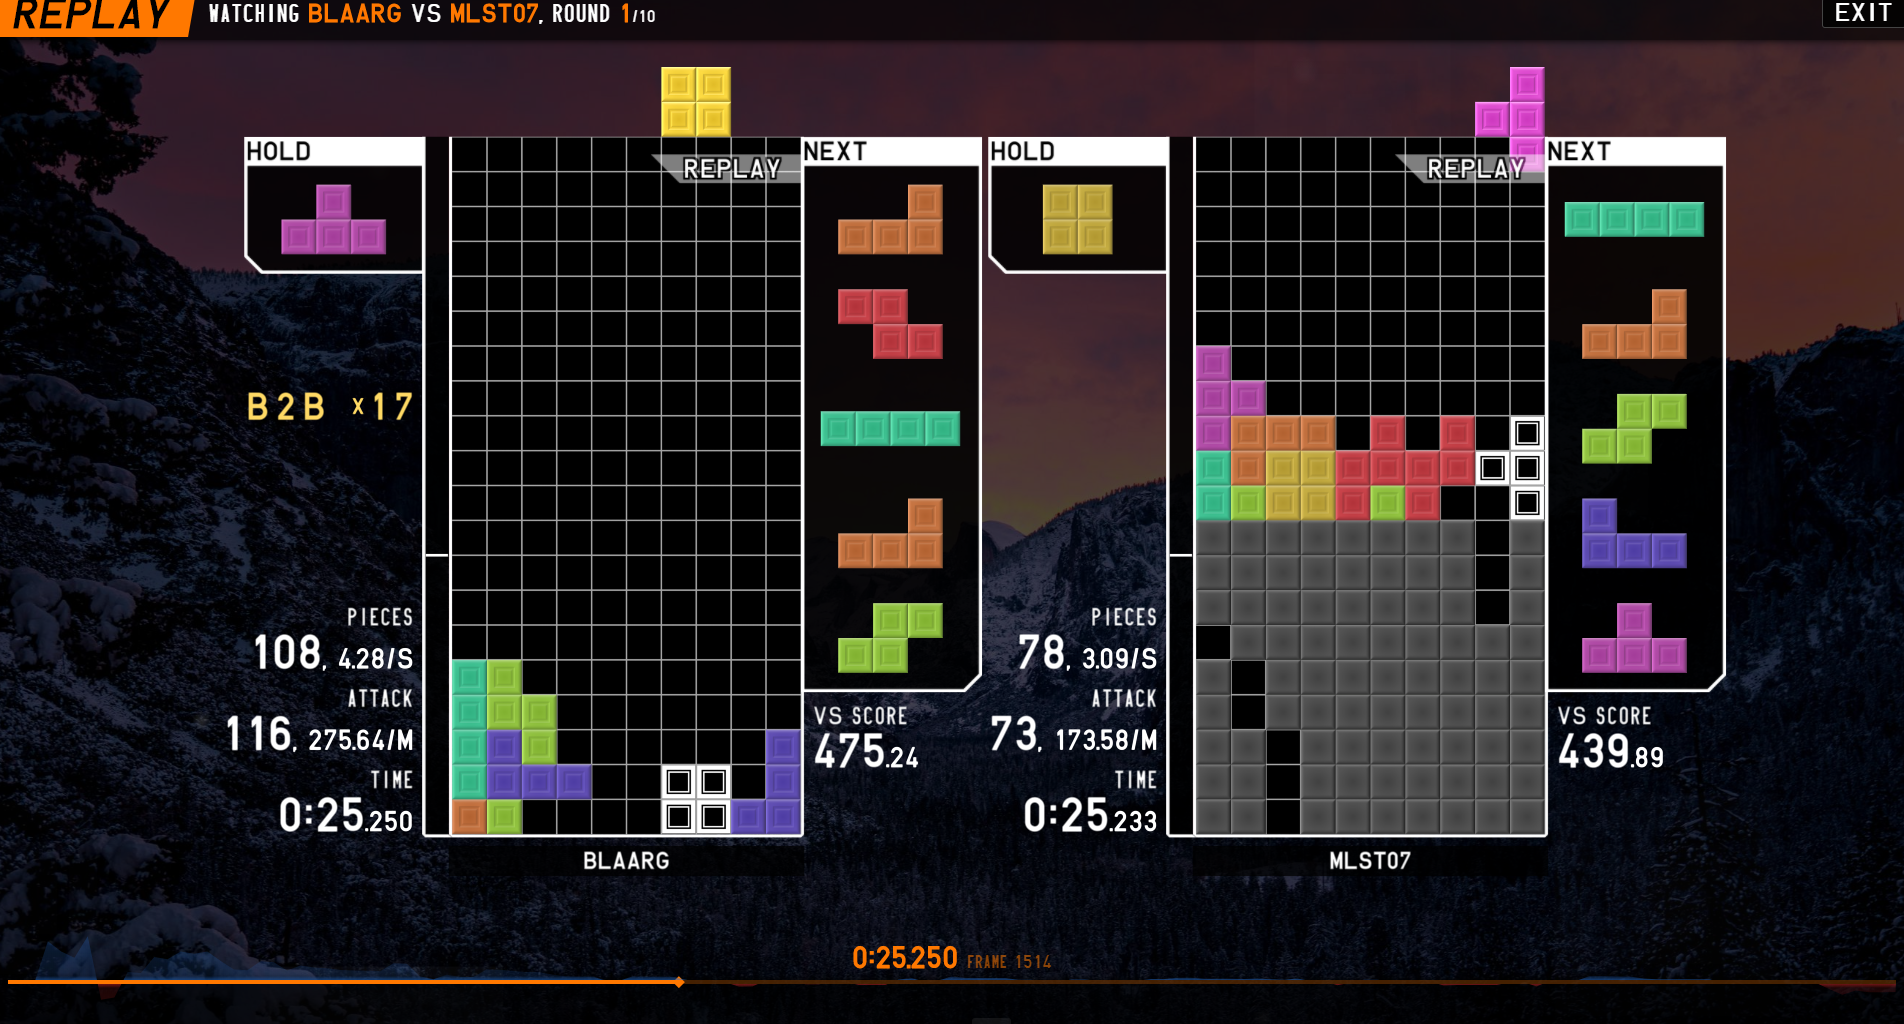 REPLAY
WATCHING BLAARG VS MLST07, ROUND 1/10
EXIT
HOLD
REPLAY
NEXT
B2B x17
PIECES
108, 4.28/S
ATTACK
116, 275.64/M
TIME
0:25.250
VS SCORE
475.24
BLAARG
HOLD
REPLAY
NEXT
PIECES
78, 3.09/S
ATTACK
73, 173.58/M
TIME
0:25.233
VS SCORE
439.89
MLST07
0:25.250 FRAME 1514